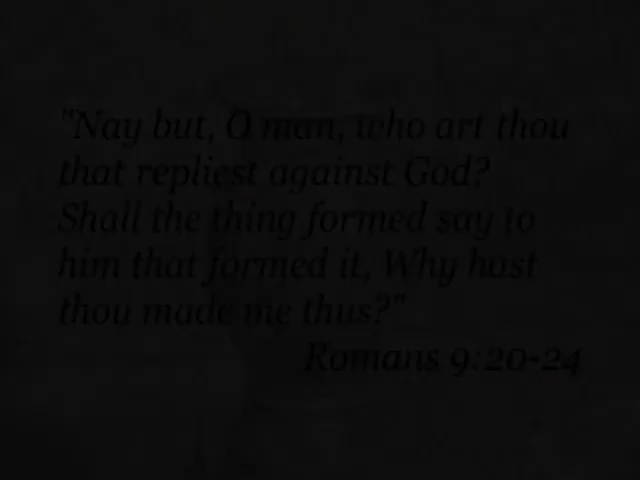 "Nay but, O man, who art thou
that repliest against God?
Shall the thing formed say to
him that formed it, Why hast
thou made me thus?"
Romans 9:20-24